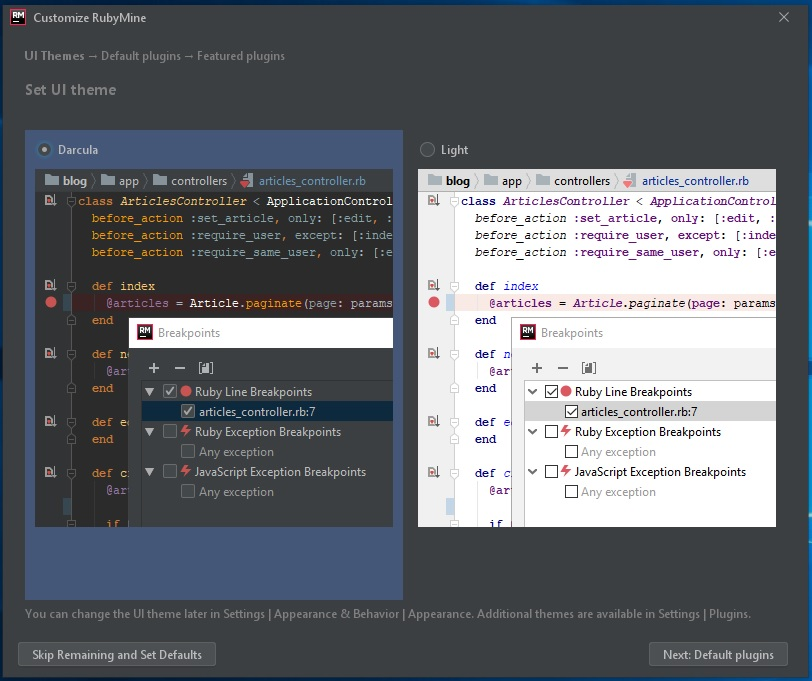 RM Customize RubyMine
UI Themes → Default plugins → Featured plugins
Set UI theme
Darcula
blog app controllers articles_controller.rb
class ArticlesController < ApplicationControl
before_action :set_article, only: [:edit, :
before_action :require_user, except: [:inde
before_action :require_same_user, only: [:e
def index
@articles = Article.paginate(page: params
end
RM Breakpoints
def n
@ar
end
def e
end
def c
@ar
if
Ruby Line Breakpoints
articles_controller.rb:7
Ruby Exception Breakpoints
Any exception
JavaScript Exception Breakpoints
Any exception
Light
blog app controllers articles_controller.rb
class ArticlesController < ApplicationContro
before_action :set_article, only: [:edit, :
before_action :require_user, except: [:inde
before_action :require_same_user, only: [:e
def index
@articles = Article.paginate(page: params
end
RM Breakpoints
def n
@ar
end
def e
end
def c
@ar
if
Ruby Line Breakpoints
articles_controller.rb:7
Ruby Exception Breakpoints
Any exception
JavaScript Exception Breakpoints
Any exception
You can change the UI theme later in Settings | Appearance & Behavior | Appearance. Additional themes are available in Settings | Plugins.
Skip Remaining and Set Defaults
Next: Default plugins